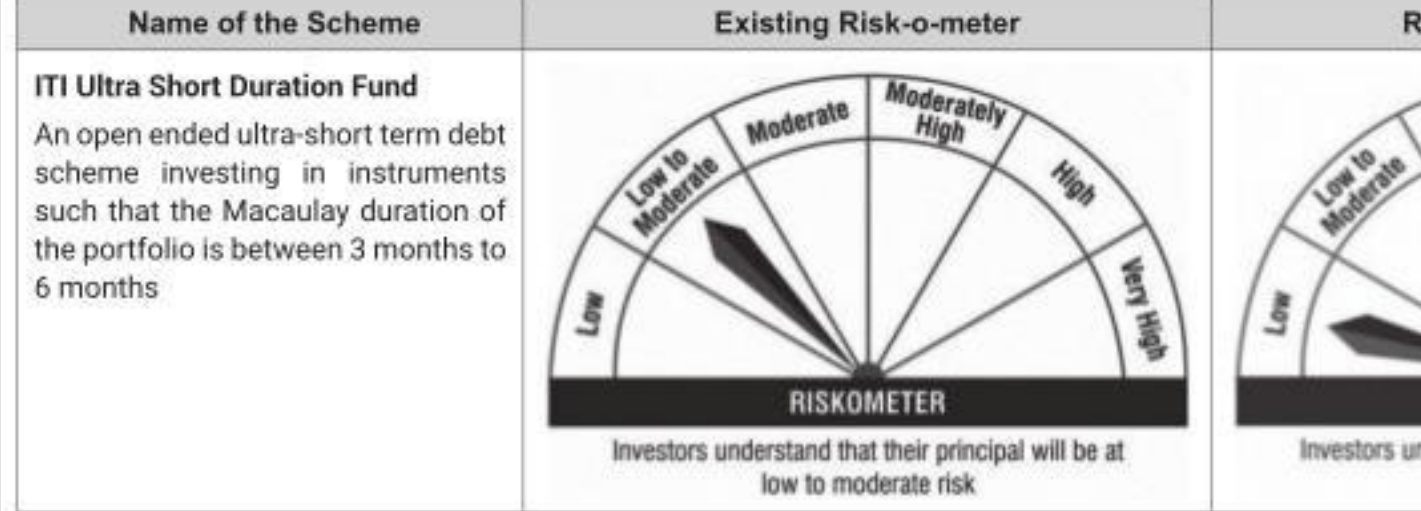 Name of the Scheme
Existing Risk-o-meter
ITI Ultra Short Duration Fund
An open ended ultra-short term debt
scheme investing in instruments
such that the Macaulay duration of
the portfolio is between 3 months to
6 months
Low
Low to
Moderate
Moderate
Moderately
High
High
Very High
RISKOMETER
Investors understand that their principal will be at
low to moderate risk
Low
Low to
Moderate
Investors